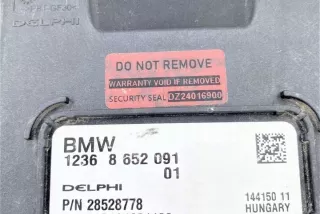 DELPHI
DO NOT REMOVE
WARRANTY VOID IF REMOVED
SECURITY SEAL DZ24016900
BMW
1236 8 652 091
01
DELPHI
P/N 28528778
144150 11
HUNGARY